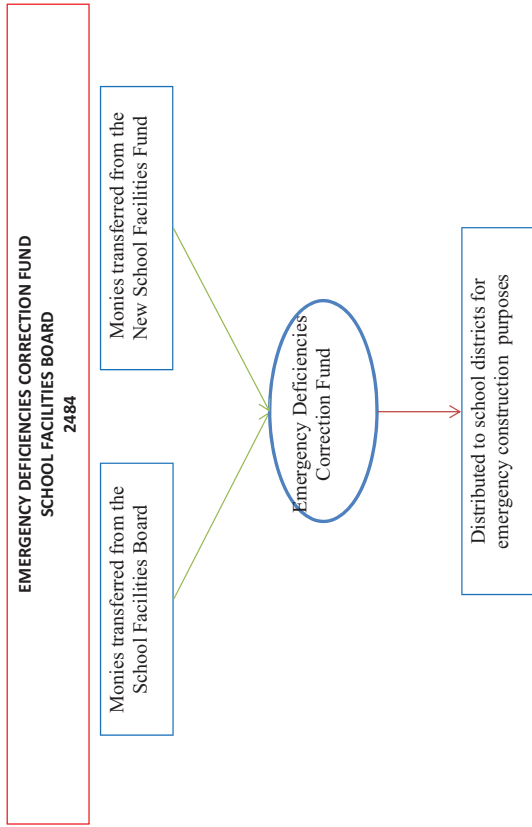 EMERGENCY DEFICIENCIES CORRECTION FUND
SCHOOL FACILITIES BOARD
2484
Monies transferred from the
School Facilities Board
Monies transferred from the
New School Facilities Fund
Emergency Deficiencies
Correction Fund
Distributed to school districts for
emergency construction purposes